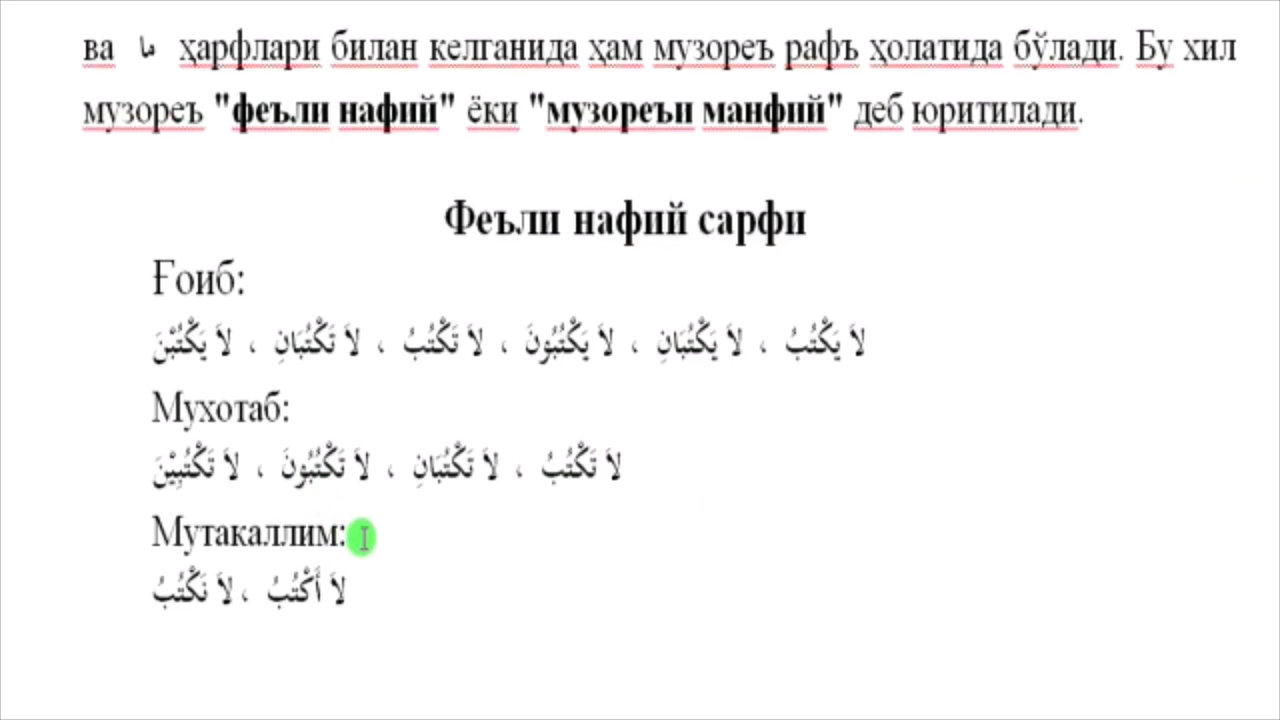 ва ما ҳарфлари билан келганида ҳам музореъ рафъ ҳолатида бўлади. Бу хил
музореъ "феъли нафий" ёки "музореъи манфий" деб юритилади.
Феъли нафий сарфи
Ғоиб:
لاَ يَكْتُبُ ، لاَ يَكْتُبَانِ ، لاَ يَكْتُبُونَ ، لاَ تَكْتُبُ ، لاَ تَكْتُبَانِ ، لاَ يَكْتُبْنَ
Мухотаб:
لاَ تَكْتُبُ ، لاَ تَكْتُبَانِ ، لاَ تَكْتُبُونَ ، لاَ تَكْتُبِيْنَ
Мутакаллим:
لاَ أَكْتُبُ ، لاَ نَكْتُبُ